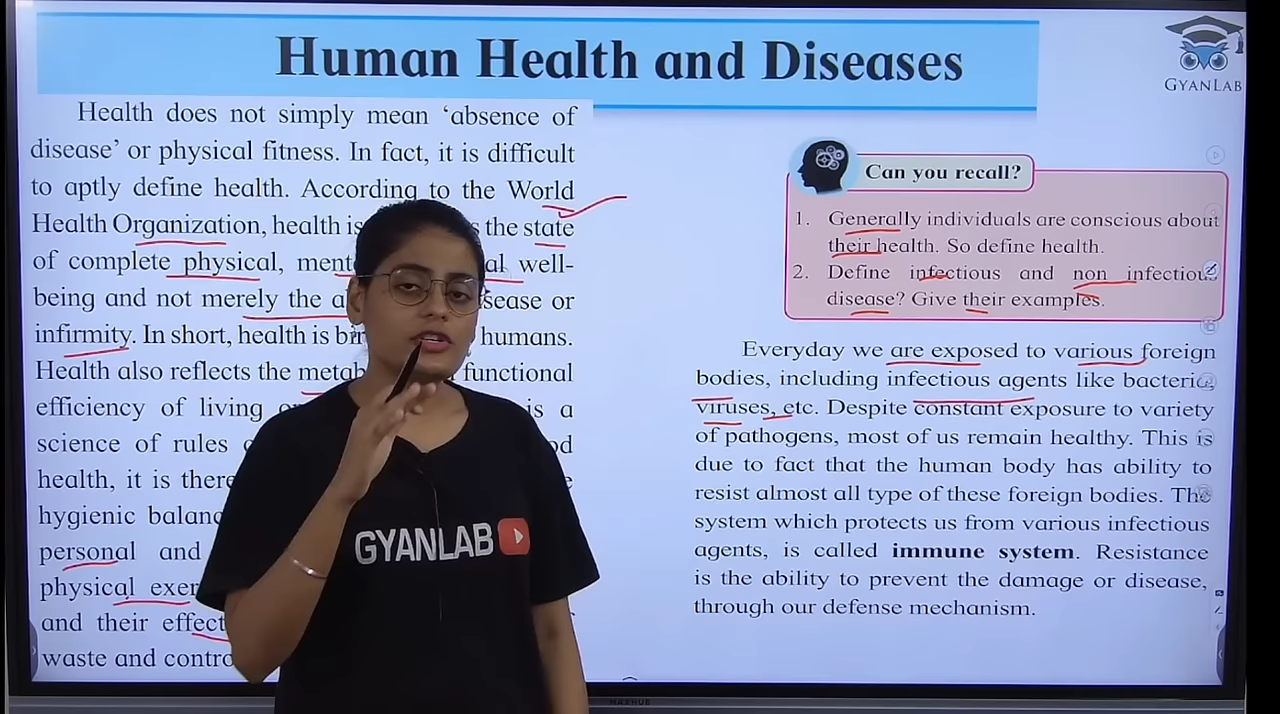 Human Health and Diseases
GYANLAB
Health does not simply mean ‘absence of
disease’ or physical fitness. In fact, it is difficult
to aptly define health. According to the World
Health Organization, health is the state
of complete physical, al well-
being and not merely the sease or
infirmity. In short, health is humans.
Health also reflects the functional
efficiency of living is a
science of rules od
health, it is
hygienic
personal and
physical
and their
waste and
Can you recall?
1. Generally individuals are conscious about
their health. So define health.
2. Define infectious and non infectious
disease? Give their examples.
Everyday we are exposed to various foreign
bodies, including infectious agents like bacteria,
viruses, etc. Despite constant exposure to variety
of pathogens, most of us remain healthy. This is
due to fact that the human body has ability to
resist almost all type of these foreign bodies. The
system which protects us from various infectious
agents, is called immune system. Resistance
is the ability to prevent the damage or disease,
through our defense mechanism.
GYANLAB
MAXHUB